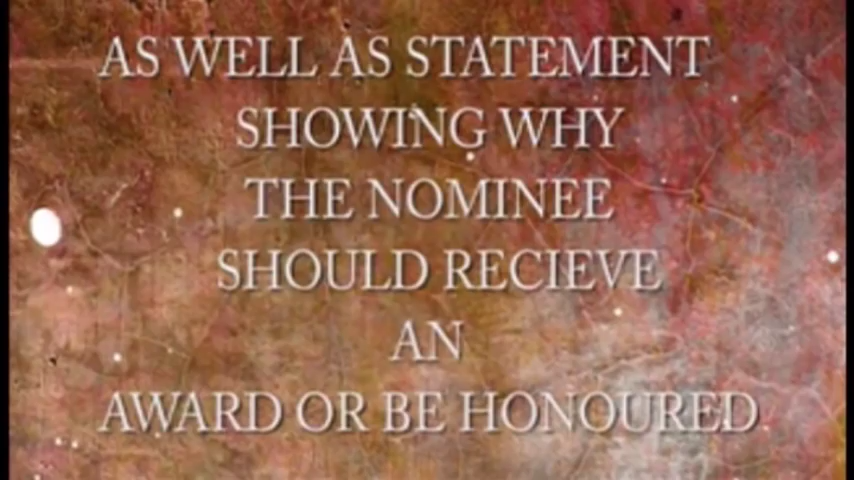 AS WELL AS STATEMENT
SHOWING WHY
THE NOMINEE
SHOULD RECIEVE
AN
AWARD OR BE HONOURED